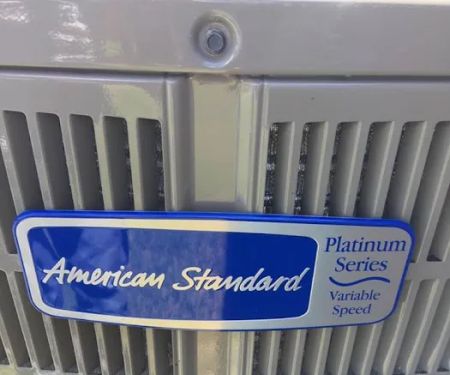 American Standard
Platinum
Series
Variable
Speed